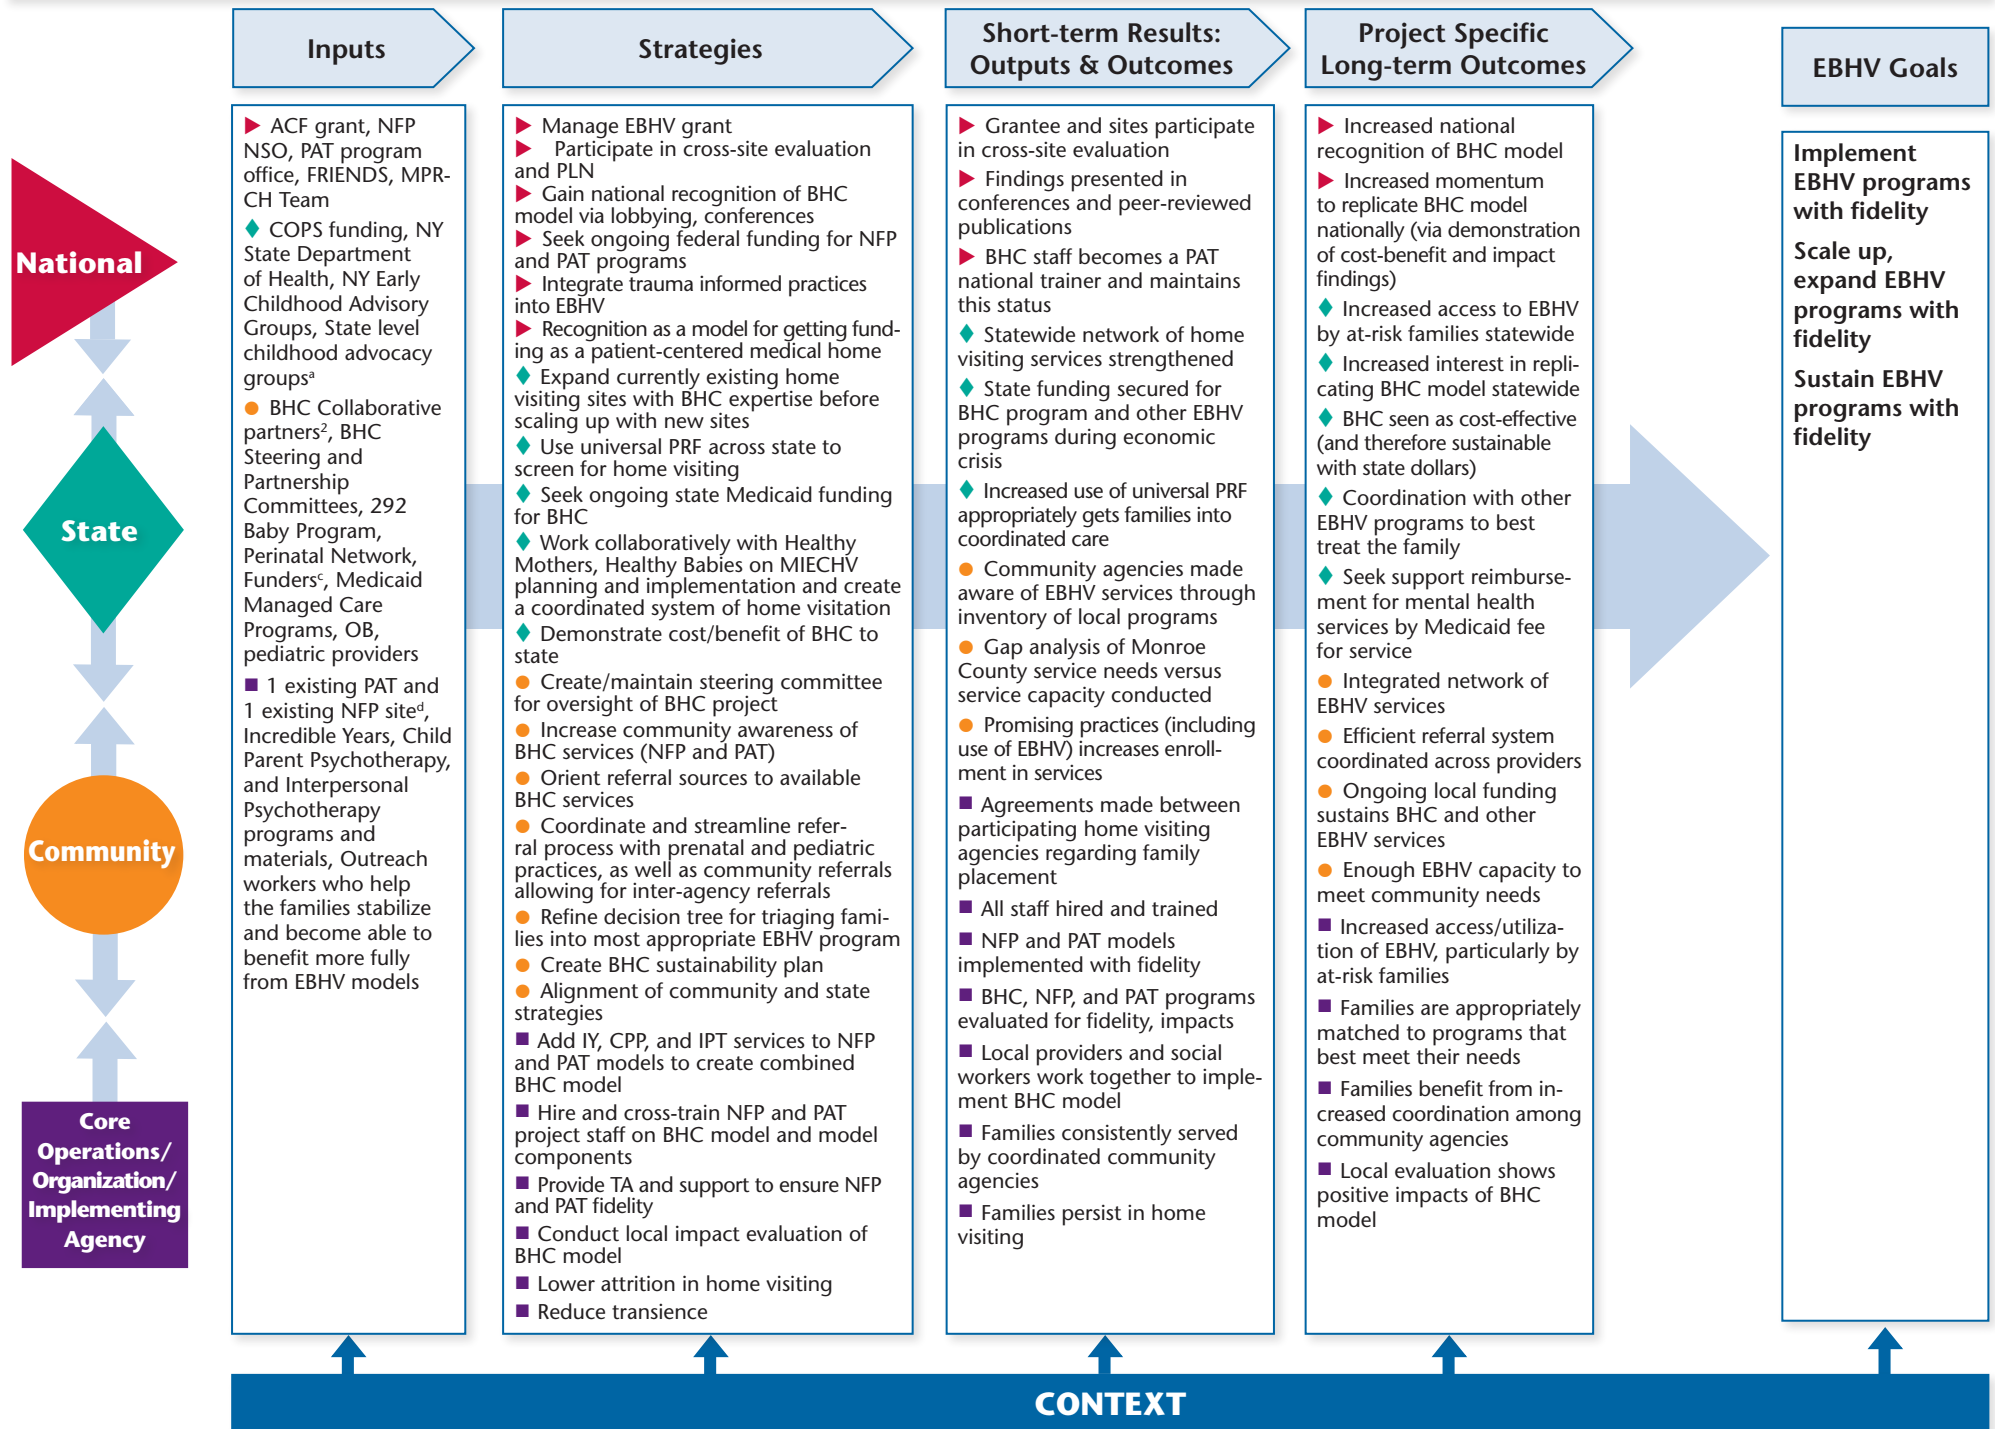 Inputs
Strategies
Short-term Results:
Outputs & Outcomes
Project Specific
Long-term Outcomes
EBHV Goals
National
State
Community
Core
Operations/
Organization/
Implementing
Agency
▶ ACF grant, NFP
NSO, PAT program
office, FRIENDS, MPR-
CH Team
♦ COPS funding, NY
State Department
of Health, NY Early
Childhood Advisory
Groups, State level
childhood advocacy
groupsᵃ
● BHC Collaborative
partners², BHC
Steering and
Partnership
Committees, 292
Baby Program,
Perinatal Network,
Fundersᶜ, Medicaid
Managed Care
Programs, OB,
pediatric providers
■ 1 existing PAT and
1 existing NFP siteᵈ,
Incredible Years, Child
Parent Psychotherapy,
and Interpersonal
Psychotherapy
programs and
materials, Outreach
workers who help
the families stabilize
and become able to
benefit more fully
from EBHV models
▶ Manage EBHV grant
▶ Participate in cross-site evaluation
and PLN
▶ Gain national recognition of BHC
model via lobbying, conferences
▶ Seek ongoing federal funding for NFP
and PAT programs
▶ Integrate trauma informed practices
into EBHV
▶ Recognition as a model for getting fund-
ing as a patient-centered medical home
♦ Expand currently existing home
visiting sites with BHC expertise before
scaling up with new sites
♦ Use universal PRF across state to
screen for home visiting
♦ Seek ongoing state Medicaid funding
for BHC
♦ Work collaboratively with Healthy
Mothers, Healthy Babies on MIECHV
planning and implementation and create
a coordinated system of home visitation
♦ Demonstrate cost/benefit of BHC to
state
● Create/maintain steering committee
for oversight of BHC project
● Increase community awareness of
BHC services (NFP and PAT)
● Orient referral sources to available
BHC services
● Coordinate and streamline refer-
ral process with prenatal and pediatric
practices, as well as community referrals
allowing for inter-agency referrals
● Refine decision tree for triaging fami-
lies into most appropriate EBHV program
● Create BHC sustainability plan
● Alignment of community and state
strategies
■ Add IY, CPP, and IPT services to NFP
and PAT models to create combined
BHC model
■ Hire and cross-train NFP and PAT
project staff on BHC model and model
components
■ Provide TA and support to ensure NFP
and PAT fidelity
■ Conduct local impact evaluation of
BHC model
■ Lower attrition in home visiting
■ Reduce transience
▶ Grantee and sites participate
in cross-site evaluation
▶ Findings presented in
conferences and peer-reviewed
publications
▶ BHC staff becomes a PAT
national trainer and maintains
this status
♦ Statewide network of home
visiting services strengthened
♦ State funding secured for
BHC program and other EBHV
programs during economic
crisis
♦ Increased use of universal PRF
appropriately gets families into
coordinated care
● Community agencies made
aware of EBHV services through
inventory of local programs
● Gap analysis of Monroe
County service needs versus
service capacity conducted
● Promising practices (including
use of EBHV) increases enroll-
ment in services
■ Agreements made between
participating home visiting
agencies regarding family
placement
■ All staff hired and trained
■ NFP and PAT models
implemented with fidelity
■ BHC, NFP, and PAT programs
evaluated for fidelity, impacts
■ Local providers and social
workers work together to imple-
ment BHC model
■ Families consistently served
by coordinated community
agencies
■ Families persist in home
visiting
▶ Increased national
recognition of BHC model
▶ Increased momentum
to replicate BHC model
nationally (via demonstration
of cost-benefit and impact
findings)
♦ Increased access to EBHV
by at-risk families statewide
♦ Increased interest in repli-
cating BHC model statewide
♦ BHC seen as cost-effective
(and therefore sustainable
with state dollars)
♦ Coordination with other
EBHV programs to best
treat the family
♦ Seek support reimburse-
ment for mental health
services by Medicaid fee
for service
● Integrated network of
EBHV services
● Efficient referral system
coordinated across providers
● Ongoing local funding
sustains BHC and other
EBHV services
● Enough EBHV capacity to
meet community needs
■ Increased access/utiliza-
tion of EBHV, particularly by
at-risk families
■ Families are appropriately
matched to programs that
best meet their needs
■ Families benefit from in-
creased coordination among
community agencies
■ Local evaluation shows
positive impacts of BHC
model
Implement
EBHV programs
with fidelity
Scale up,
expand EBHV
programs with
fidelity
Sustain EBHV
programs with
fidelity
CONTEXT